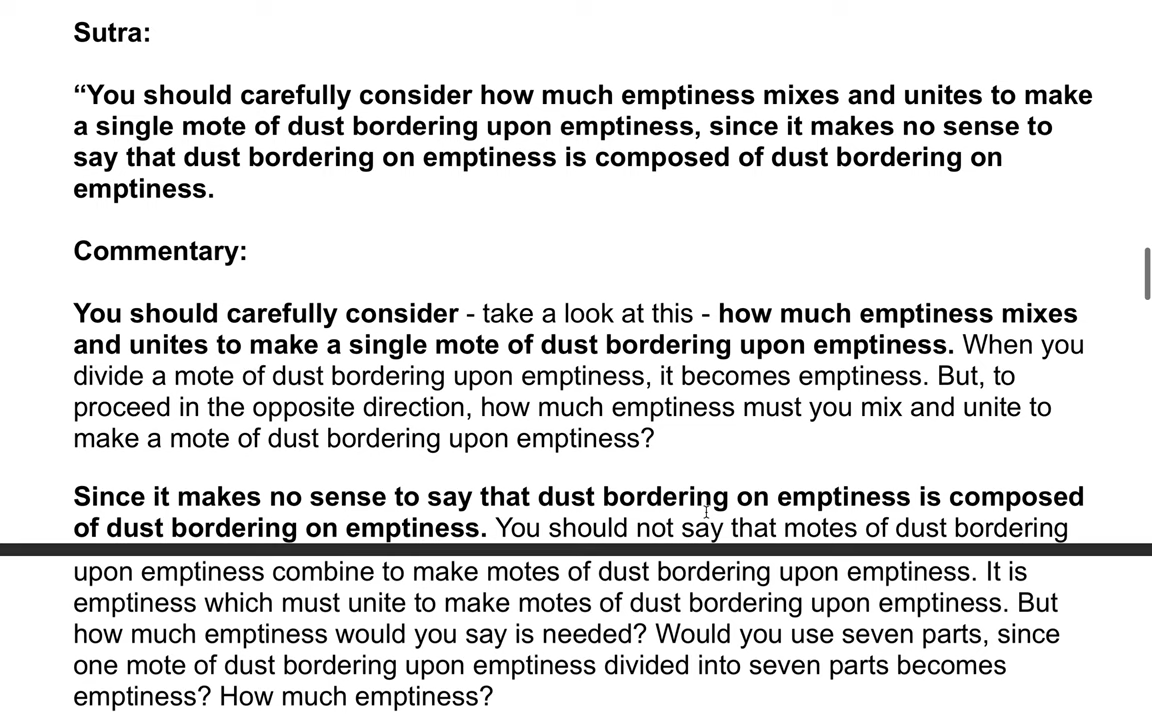 Sutra:
“You should carefully consider how much emptiness mixes and unites to make
a single mote of dust bordering upon emptiness, since it makes no sense to
say that dust bordering on emptiness is composed of dust bordering on
emptiness.
Commentary:
You should carefully consider - take a look at this - how much emptiness mixes
and unites to make a single mote of dust bordering upon emptiness. When you
divide a mote of dust bordering upon emptiness, it becomes emptiness. But, to
proceed in the opposite direction, how much emptiness must you mix and unite to
make a mote of dust bordering upon emptiness?
Since it makes no sense to say that dust bordering on emptiness is composed
of dust bordering on emptiness. You should not say that motes of dust bordering
upon emptiness combine to make motes of dust bordering upon emptiness. It is
emptiness which must unite to make motes of dust bordering upon emptiness. But
how much emptiness would you say is needed? Would you use seven parts, since
one mote of dust bordering upon emptiness divided into seven parts becomes
emptiness? How much emptiness?